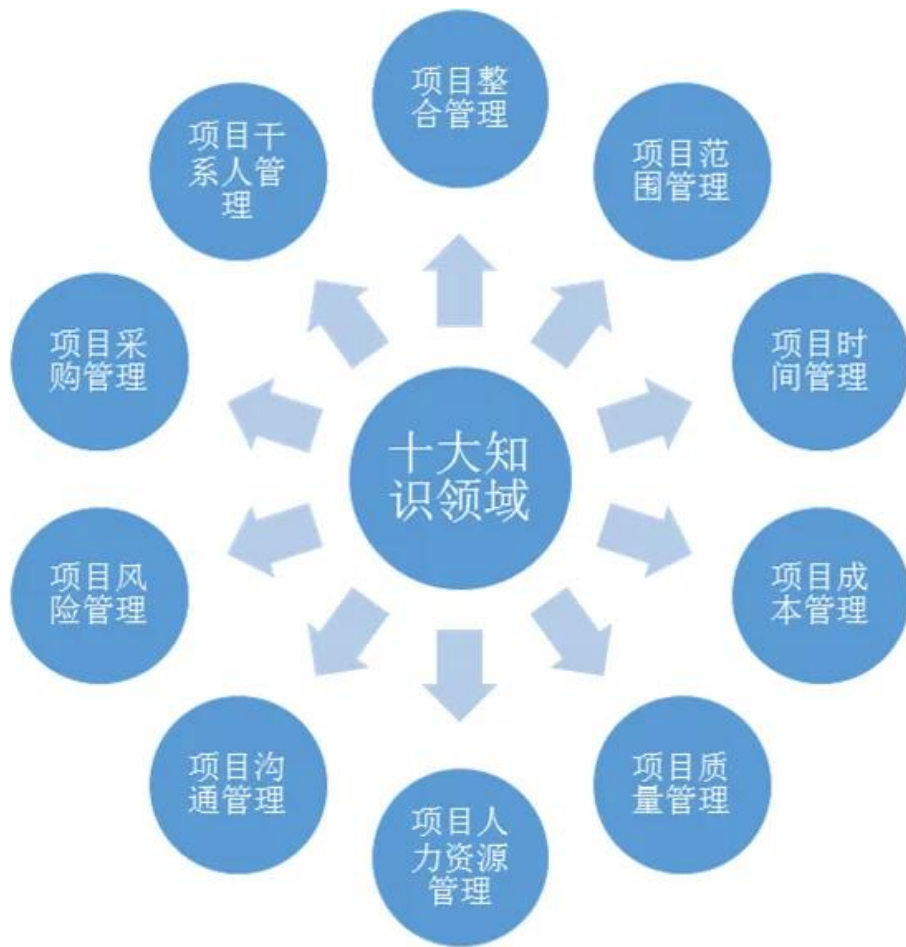 项目整
合管理
项目范
围管理
项目时
间管理
项目成
本管理
项目质
量管理
项目人
力资源
管理
项目沟
通管理
项目风
险管理
项目采
购管理
项目干
系人管
理
十大知
识领域